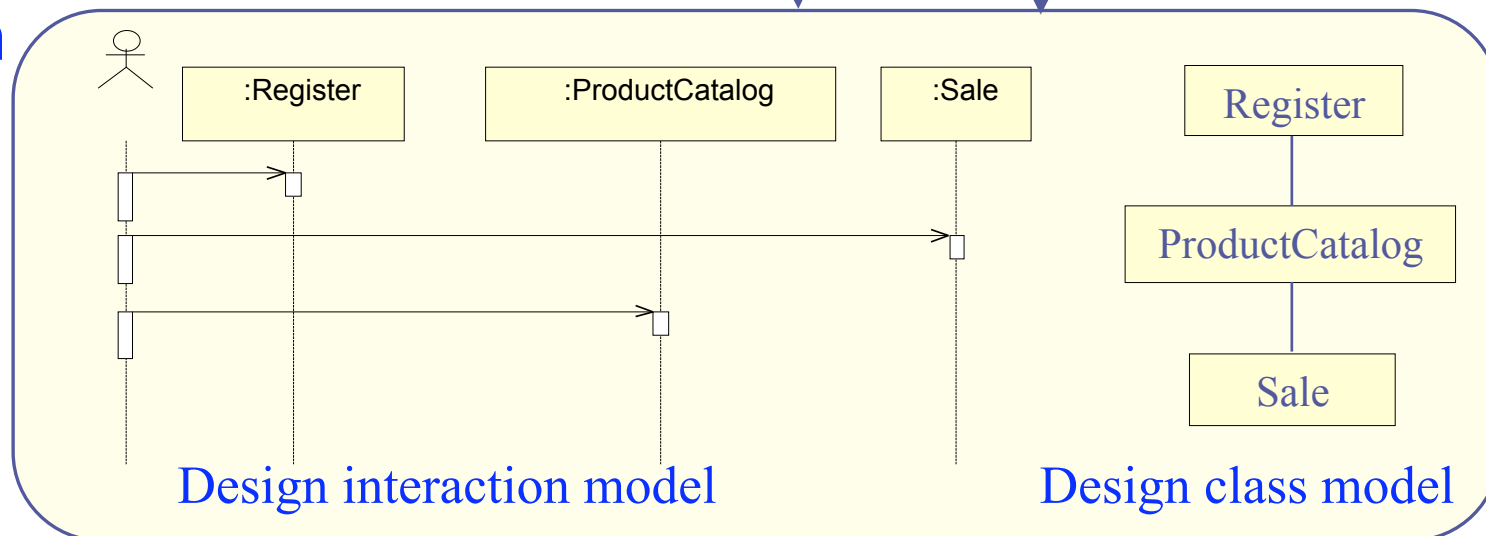 :Register
:ProductCatalog
:Sale
Register
ProductCatalog
Sale
Design interaction model
Design class model